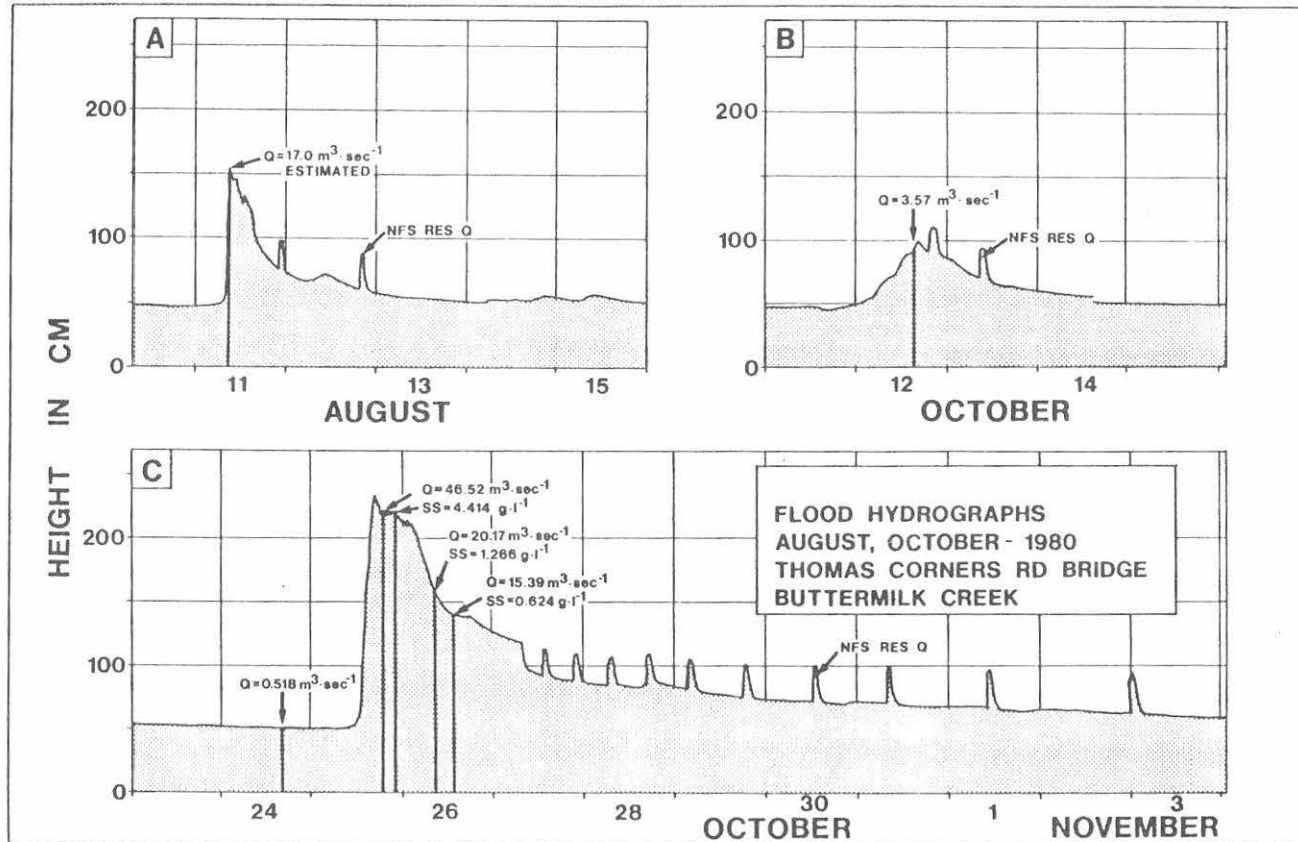 A
200
100
0
Q=17.0 m³·sec⁻¹
ESTIMATED
NFS RES Q
11 13 15
AUGUST
B
200
100
0
Q=3.57 m³·sec⁻¹
NFS RES Q
12 14
OCTOBER
HEIGHT IN CM
C
200
100
0
Q=0.518 m³·sec⁻¹
Q=46.52 m³·sec⁻¹
SS=4.414 g·l⁻¹
Q=20.17 m³·sec⁻¹
SS=1.266 g·l⁻¹
Q=15.39 m³·sec⁻¹
SS=0.624 g·l⁻¹
NFS RES Q
FLOOD HYDROGRAPHS
AUGUST, OCTOBER - 1980
THOMAS CORNERS RD BRIDGE
BUTTERMILK CREEK
24 26 28 30 1 3
OCTOBER NOVEMBER